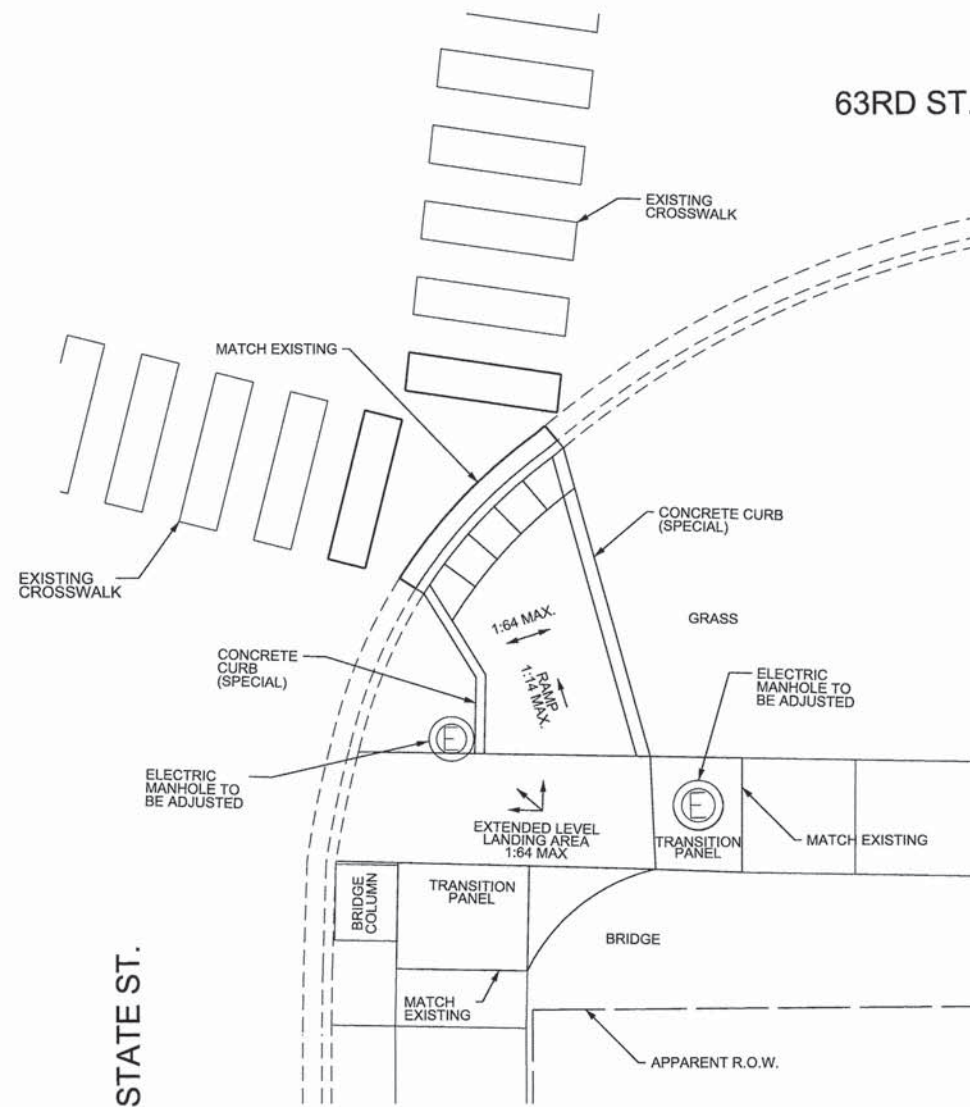 63RD ST.
EXISTING
CROSSWALK
MATCH EXISTING
EXISTING
CROSSWALK
CONCRETE CURB
(SPECIAL)
1:64 MAX.
GRASS
CONCRETE
CURB
(SPECIAL)
RAMP
1:14 MAX.
ELECTRIC
MANHOLE TO
BE ADJUSTED
E
ELECTRIC
MANHOLE TO
BE ADJUSTED
E
EXTENDED LEVEL
LANDING AREA
1:64 MAX
TRANSITION
PANEL
MATCH EXISTING
BRIDGE
COLUMN
TRANSITION
PANEL
BRIDGE
MATCH
EXISTING
STATE ST.
APPARENT R.O.W.